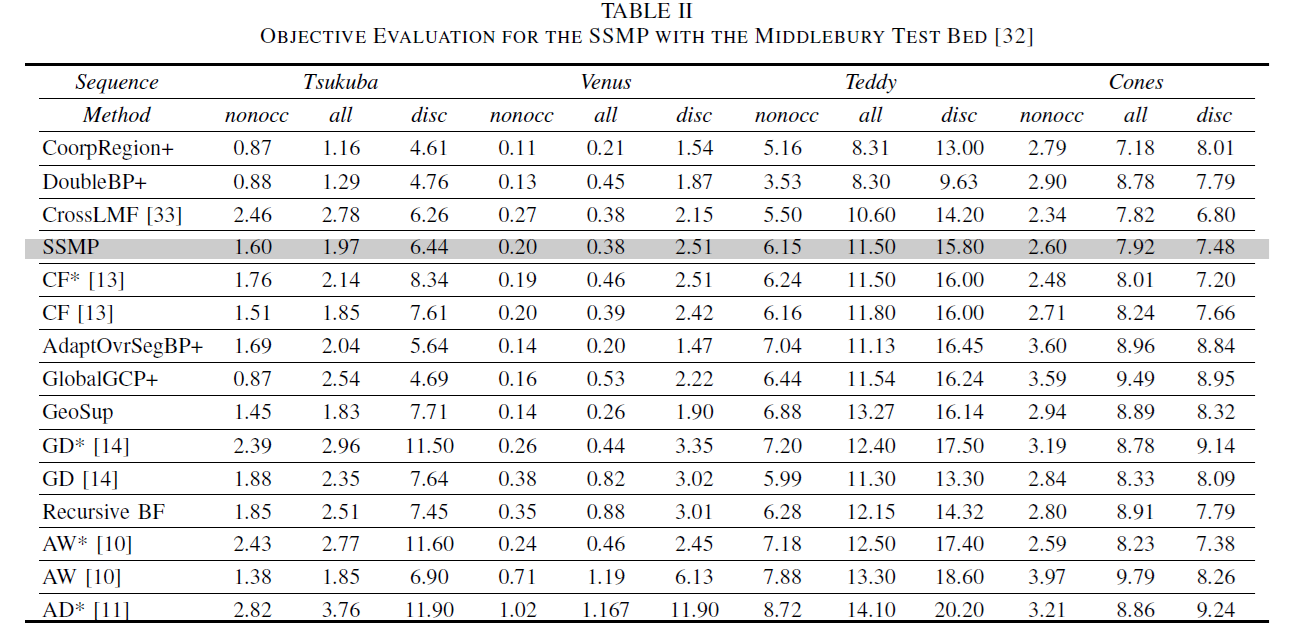 TABLE II
OBJECTIVE EVALUATION FOR THE SSMP WITH THE MIDDLEBURY TEST BED [32]
Sequence Tsukuba Venus Teddy Cones
Method nonocc all disc nonocc all disc nonocc all disc nonocc all disc
CoorpRegion+ 0.87 1.16 4.61 0.11 0.21 1.54 5.16 8.31 13.00 2.79 7.18 8.01
DoubleBP+ 0.88 1.29 4.76 0.13 0.45 1.87 3.53 8.30 9.63 2.90 8.78 7.79
CrossLMF [33] 2.46 2.78 6.26 0.27 0.38 2.15 5.50 10.60 14.20 2.34 7.82 6.80
SSMP 1.60 1.97 6.44 0.20 0.38 2.51 6.15 11.50 15.80 2.60 7.92 7.48
CF* [13] 1.76 2.14 8.34 0.19 0.46 2.51 6.24 11.50 16.00 2.48 8.01 7.20
CF [13] 1.51 1.85 7.61 0.20 0.39 2.42 6.16 11.80 16.00 2.71 8.24 7.66
AdaptOvrSegBP+ 1.69 2.04 5.64 0.14 0.20 1.47 7.04 11.13 16.45 3.60 8.96 8.84
GlobalGCP+ 0.87 2.54 4.69 0.16 0.53 2.22 6.44 11.54 16.24 3.59 9.49 8.95
GeoSup 1.45 1.83 7.71 0.14 0.26 1.90 6.88 13.27 16.14 2.94 8.89 8.32
GD* [14] 2.39 2.96 11.50 0.26 0.44 3.35 7.20 12.40 17.50 3.19 8.78 9.14
GD [14] 1.88 2.35 7.64 0.38 0.82 3.02 5.99 11.30 13.30 2.84 8.33 8.09
Recursive BF 1.85 2.51 7.45 0.35 0.88 3.01 6.28 12.15 14.32 2.80 8.91 7.79
AW* [10] 2.43 2.77 11.60 0.24 0.46 2.45 7.18 12.50 17.40 2.59 8.23 7.38
AW [10] 1.38 1.85 6.90 0.71 1.19 6.13 7.88 13.30 18.60 3.97 9.79 8.26
AD* [11] 2.82 3.76 11.90 1.02 1.167 11.90 8.72 14.10 20.20 3.21 8.86 9.24